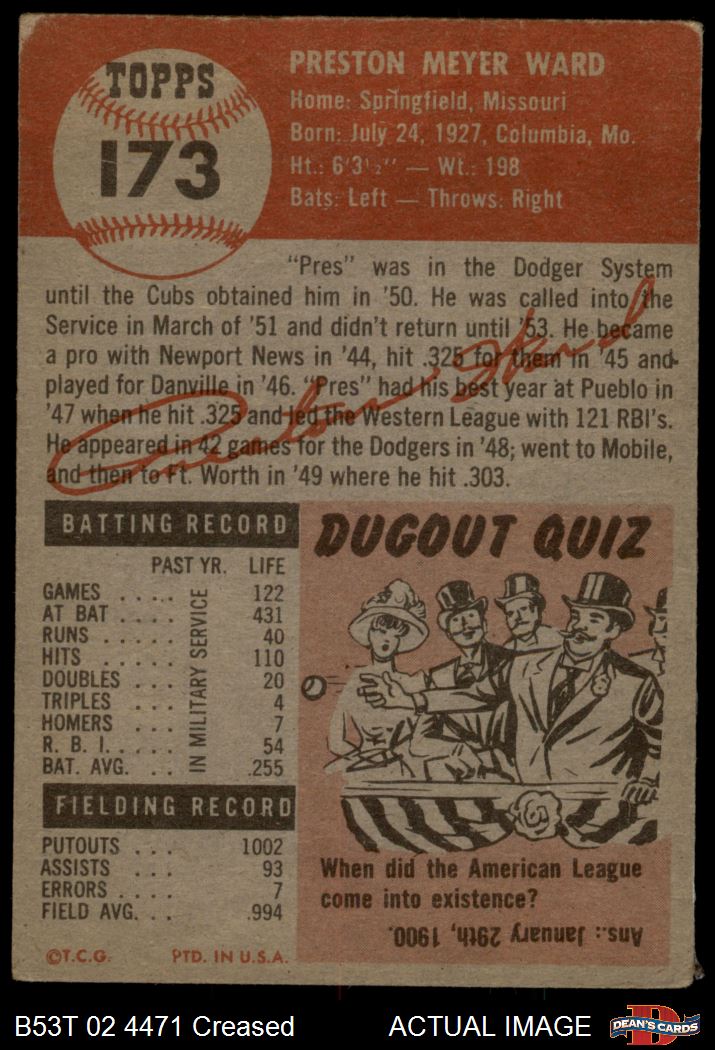 TOPPS
173
PRESTON MEYER WARD
Home: Springfield, Missouri
Born: July 24, 1927, Columbia, Mo.
Ht.: 6'3½" — Wt.: 198
Bats: Left — Throws: Right
"Pres" was in the Dodger System
until the Cubs obtained him in '50. He was called into the
Service in March of '51 and didn't return until '53. He became
a pro with Newport News in '44, hit .325 for them in '45 and
played for Danville in '46. "Pres" had his best year at Pueblo in
'47 when he hit .325 and led the Western League with 121 RBI's.
He appeared in 42 games for the Dodgers in '48; went to Mobile,
and then to Ft. Worth in '49 where he hit .303.
Preston Ward
BATTING RECORD
PAST YR. LIFE
GAMES .... 122
AT BAT .... 431
RUNS ..... 40
HITS ..... 110
DOUBLES ... 20
TRIPLES ... 4
HOMERS ... 7
R. B. I. .... 54
BAT. AVG. .. .255
IN MILITARY SERVICE
FIELDING RECORD
PUTOUTS ... 1002
ASSISTS ... 93
ERRORS .... 7
FIELD AVG. .. .994
©T.C.G. PTD. IN U.S.A.
DUGOUT QUIZ
When did the American League
come into existence?
Ans.: January 29th, 1900.
B53T 02 4471 Creased ACTUAL IMAGE
D
DEAN'S CARDS